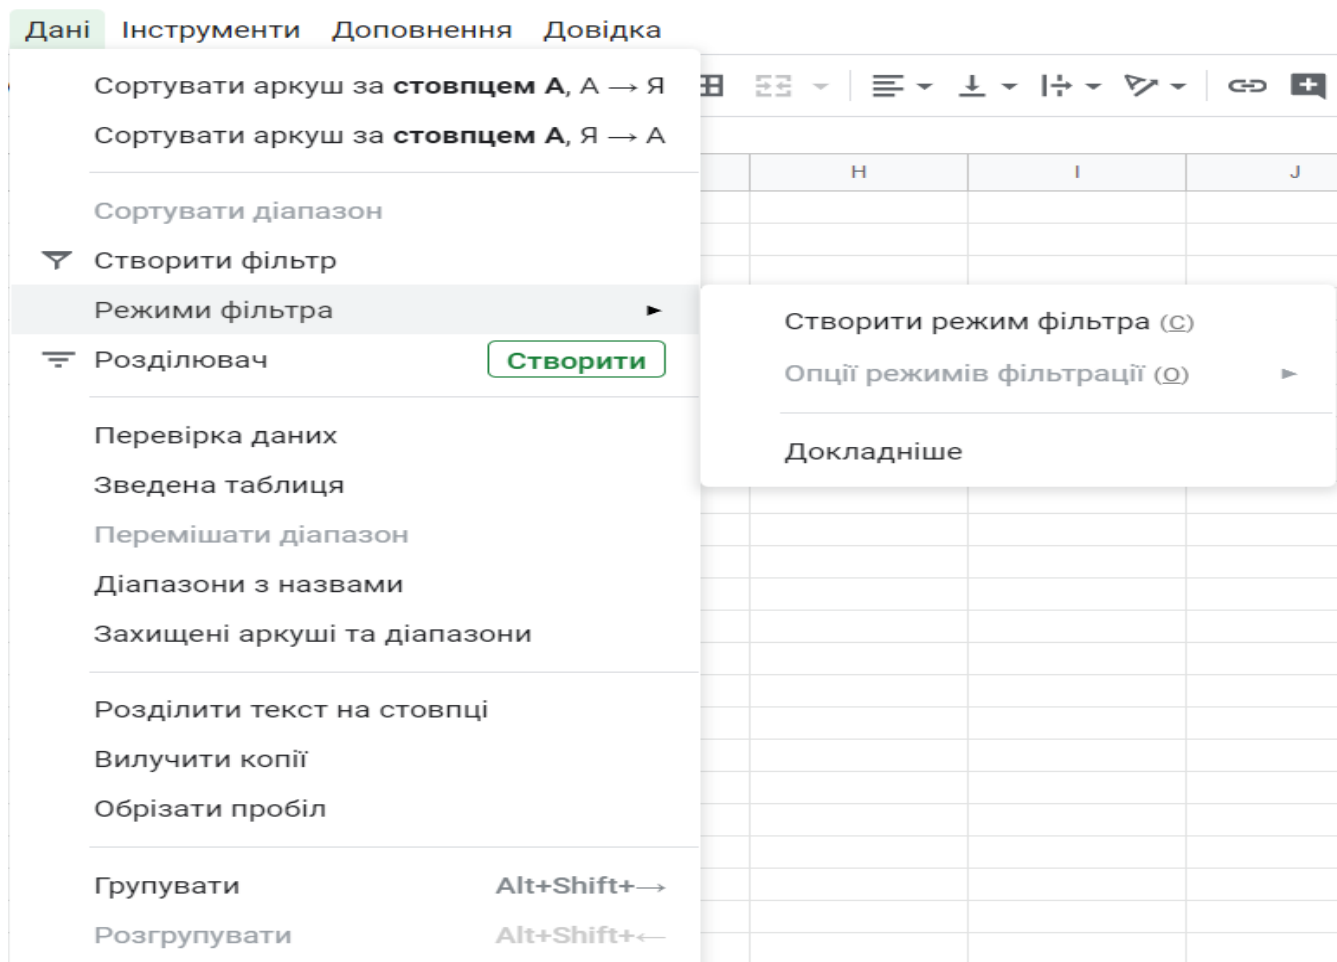 Дані Інструменти Доповнення Довідка
Сортувати аркуш за стовпцем A, А → Я
Сортувати аркуш за стовпцем A, Я → А
H I J
Сортувати діапазон
Створити фільтр
Режими фільтра ►
Створити режим фільтра (C)
Розділювач Створити
Опції режимів фільтрації (O) ►
Перевірка даних
Докладніше
Зведена таблиця
Перемішати діапазон
Діапазони з назвами
Захищені аркуші та діапазони
Розділити текст на стовпці
Вилучити копії
Обрізати пробіл
Групувати Alt+Shift+→
Розгрупувати Alt+Shift+←